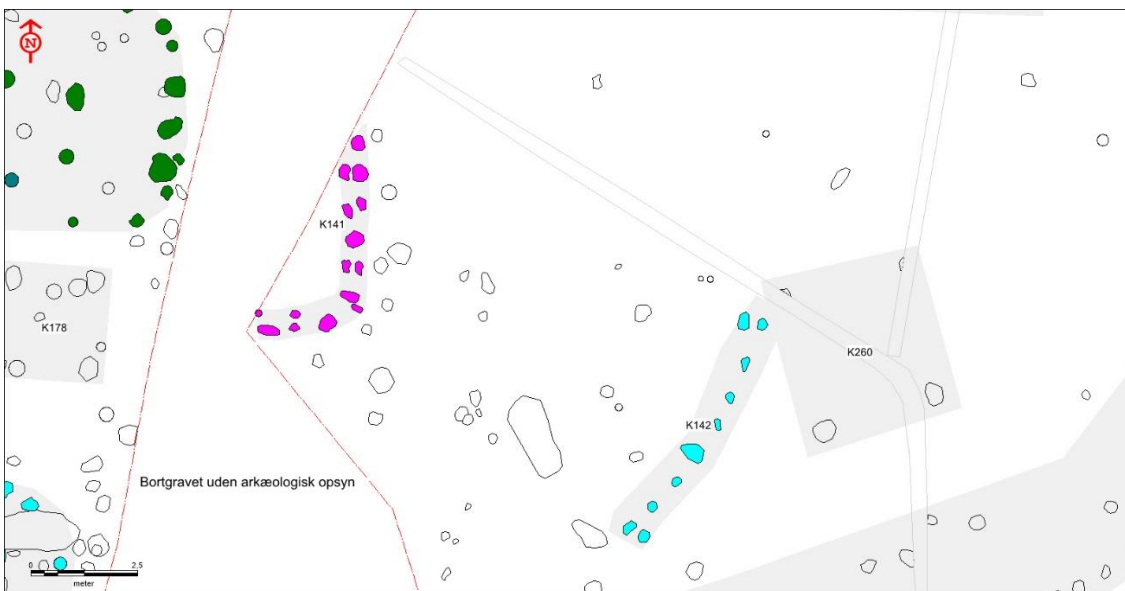 N
K141
K178
K260
K142
Bortgravet uden arkæologisk opsyn
0 2.5
meter